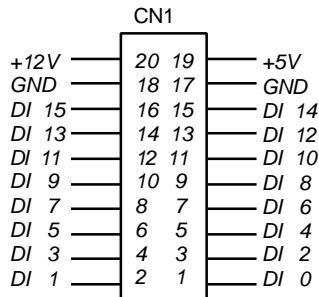 CN1
+12V 20 19 +5V
GND 18 17 GND
DI 15 16 15 DI 14
DI 13 14 13 DI 12
DI 11 12 11 DI 10
DI 9 10 9 DI 8
DI 7 8 7 DI 6
DI 5 6 5 DI 4
DI 3 4 3 DI 2
DI 1 2 1 DI 0